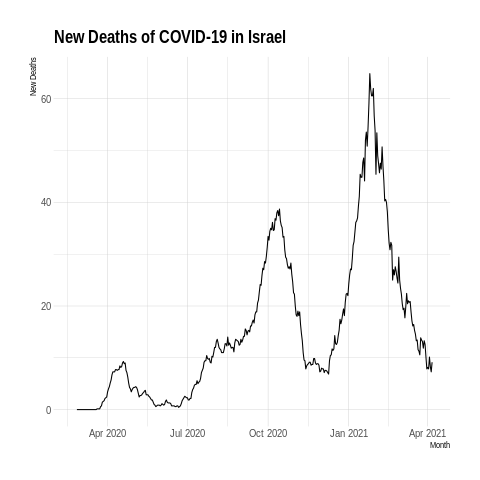 New Deaths of COVID-19 in Israel
New Deaths
60
40
20
0
Apr 2020 Jul 2020 Oct 2020 Jan 2021 Apr 2021
Month